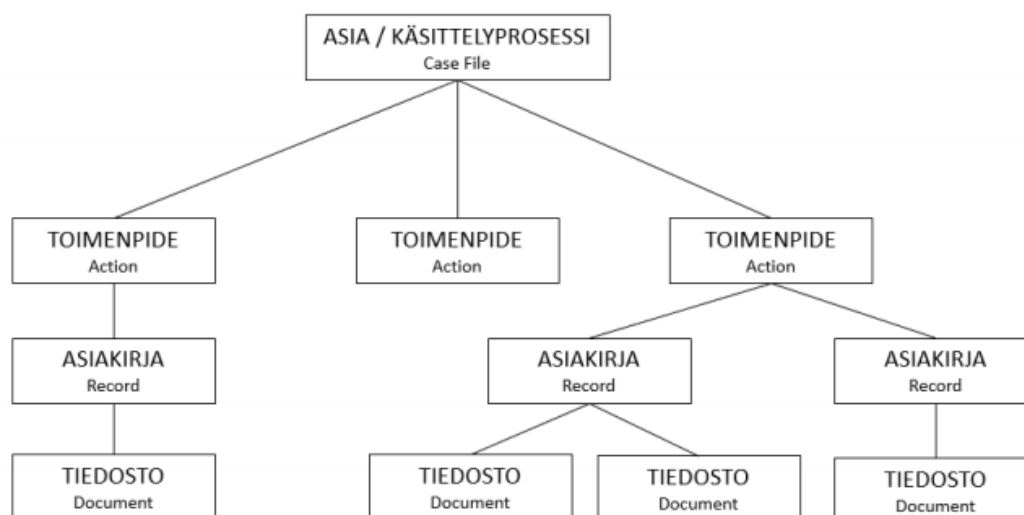 ASIA / KÄSITTELYPROSESSI
Case File
TOIMENPIDE
Action
TOIMENPIDE
Action
TOIMENPIDE
Action
ASIAKIRJA
Record
ASIAKIRJA
Record
ASIAKIRJA
Record
TIEDOSTO
Document
TIEDOSTO
Document
TIEDOSTO
Document
TIEDOSTO
Document